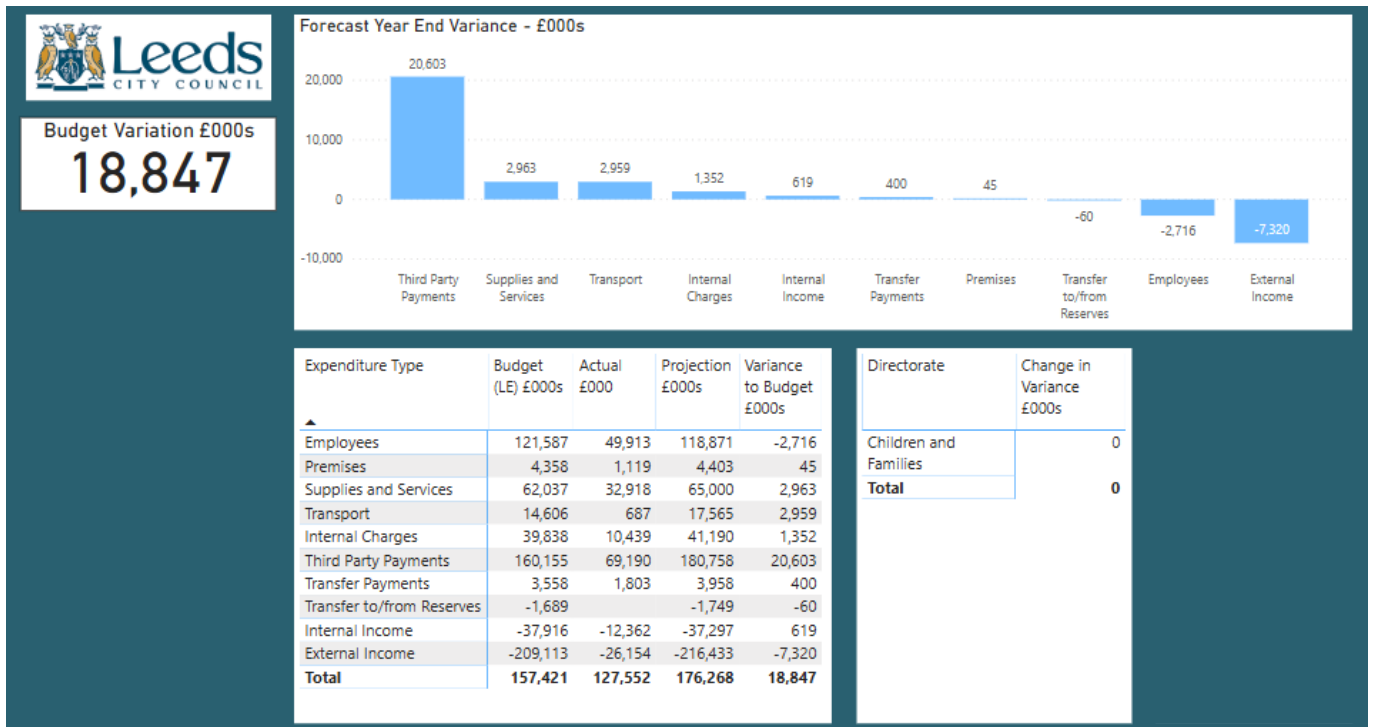 Leeds
CITY COUNCIL
Budget Variation £000s
18,847
Forecast Year End Variance - £000s
20,000
10,000
0
-10,000
20,603
2,963
2,959
1,352
619
400
45
-60
-2,716
-7,320
Third Party
Payments
Supplies and
Services
Transport
Internal
Charges
Internal
Income
Transfer
Payments
Premises
Transfer
to/from
Reserves
Employees
External
Income
Expenditure Type Budget Actual Projection Variance
(LE) £000s £000 £000s to Budget
£000s
Employees 121,587 49,913 118,871 -2,716
Premises 4,358 1,119 4,403 45
Supplies and Services 62,037 32,918 65,000 2,963
Transport 14,606 687 17,565 2,959
Internal Charges 39,838 10,439 41,190 1,352
Third Party Payments 160,155 69,190 180,758 20,603
Transfer Payments 3,558 1,803 3,958 400
Transfer to/from Reserves -1,689 -1,749 -60
Internal Income -37,916 -12,362 -37,297 619
External Income -209,113 -26,154 -216,433 -7,320
Total 157,421 127,552 176,268 18,847
Directorate Change in
Variance
£000s
Children and 0
Families
Total 0